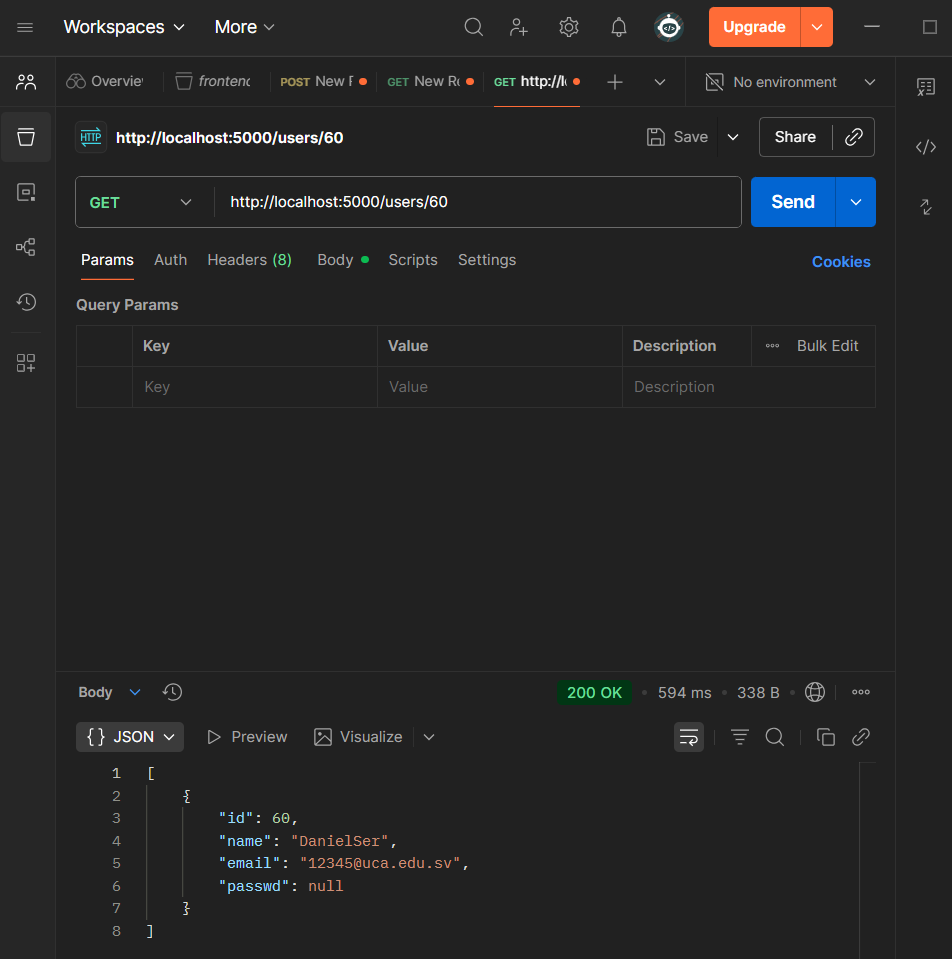 Workspaces More Upgrade
Overvie frontend POST New F GET New Re GET http://l No environment
HTTP http://localhost:5000/users/60 Save Share
GET http://localhost:5000/users/60 Send
Params Auth Headers (8) Body Scripts Settings Cookies
Query Params
Key Value Description Bulk Edit
Key Value Description
Body 200 OK 594 ms 338 B
{} JSON Preview Visualize
1 [
2 {
3 "id": 60,
4 "name": "DanielSer",
5 "email": "12345@uca.edu.sv",
6 "passwd": null
7 }
8 ]